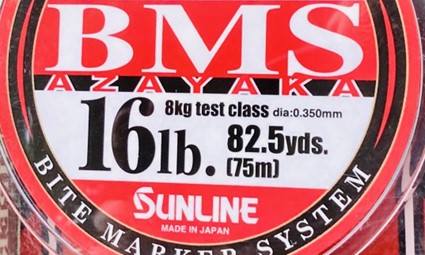 BMS
AZAYAKA
8kg test class dia:0.350mm
16lb. 82.5yds.
(75m)
SUNLINE
MADE IN JAPAN
BITE MARKER SYSTEM